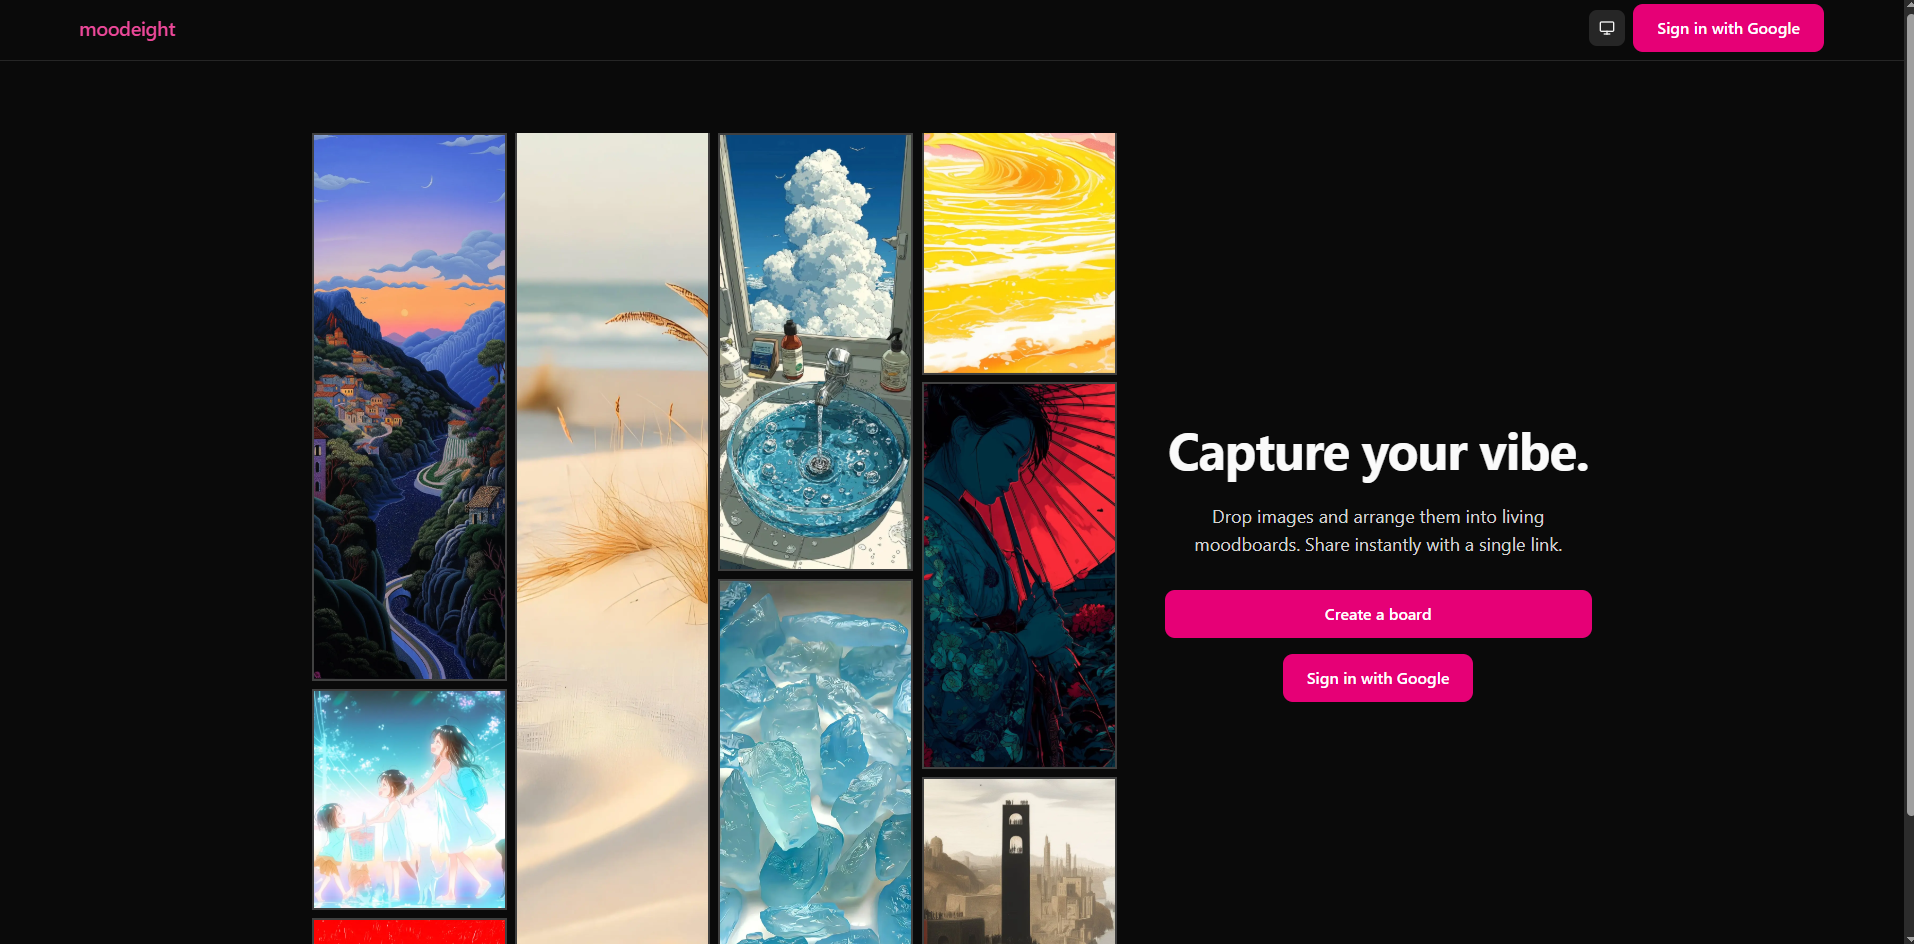 moodeight
Sign in with Google
Capture your vibe.
Drop images and arrange them into living
moodboards. Share instantly with a single link.
Create a board
Sign in with Google